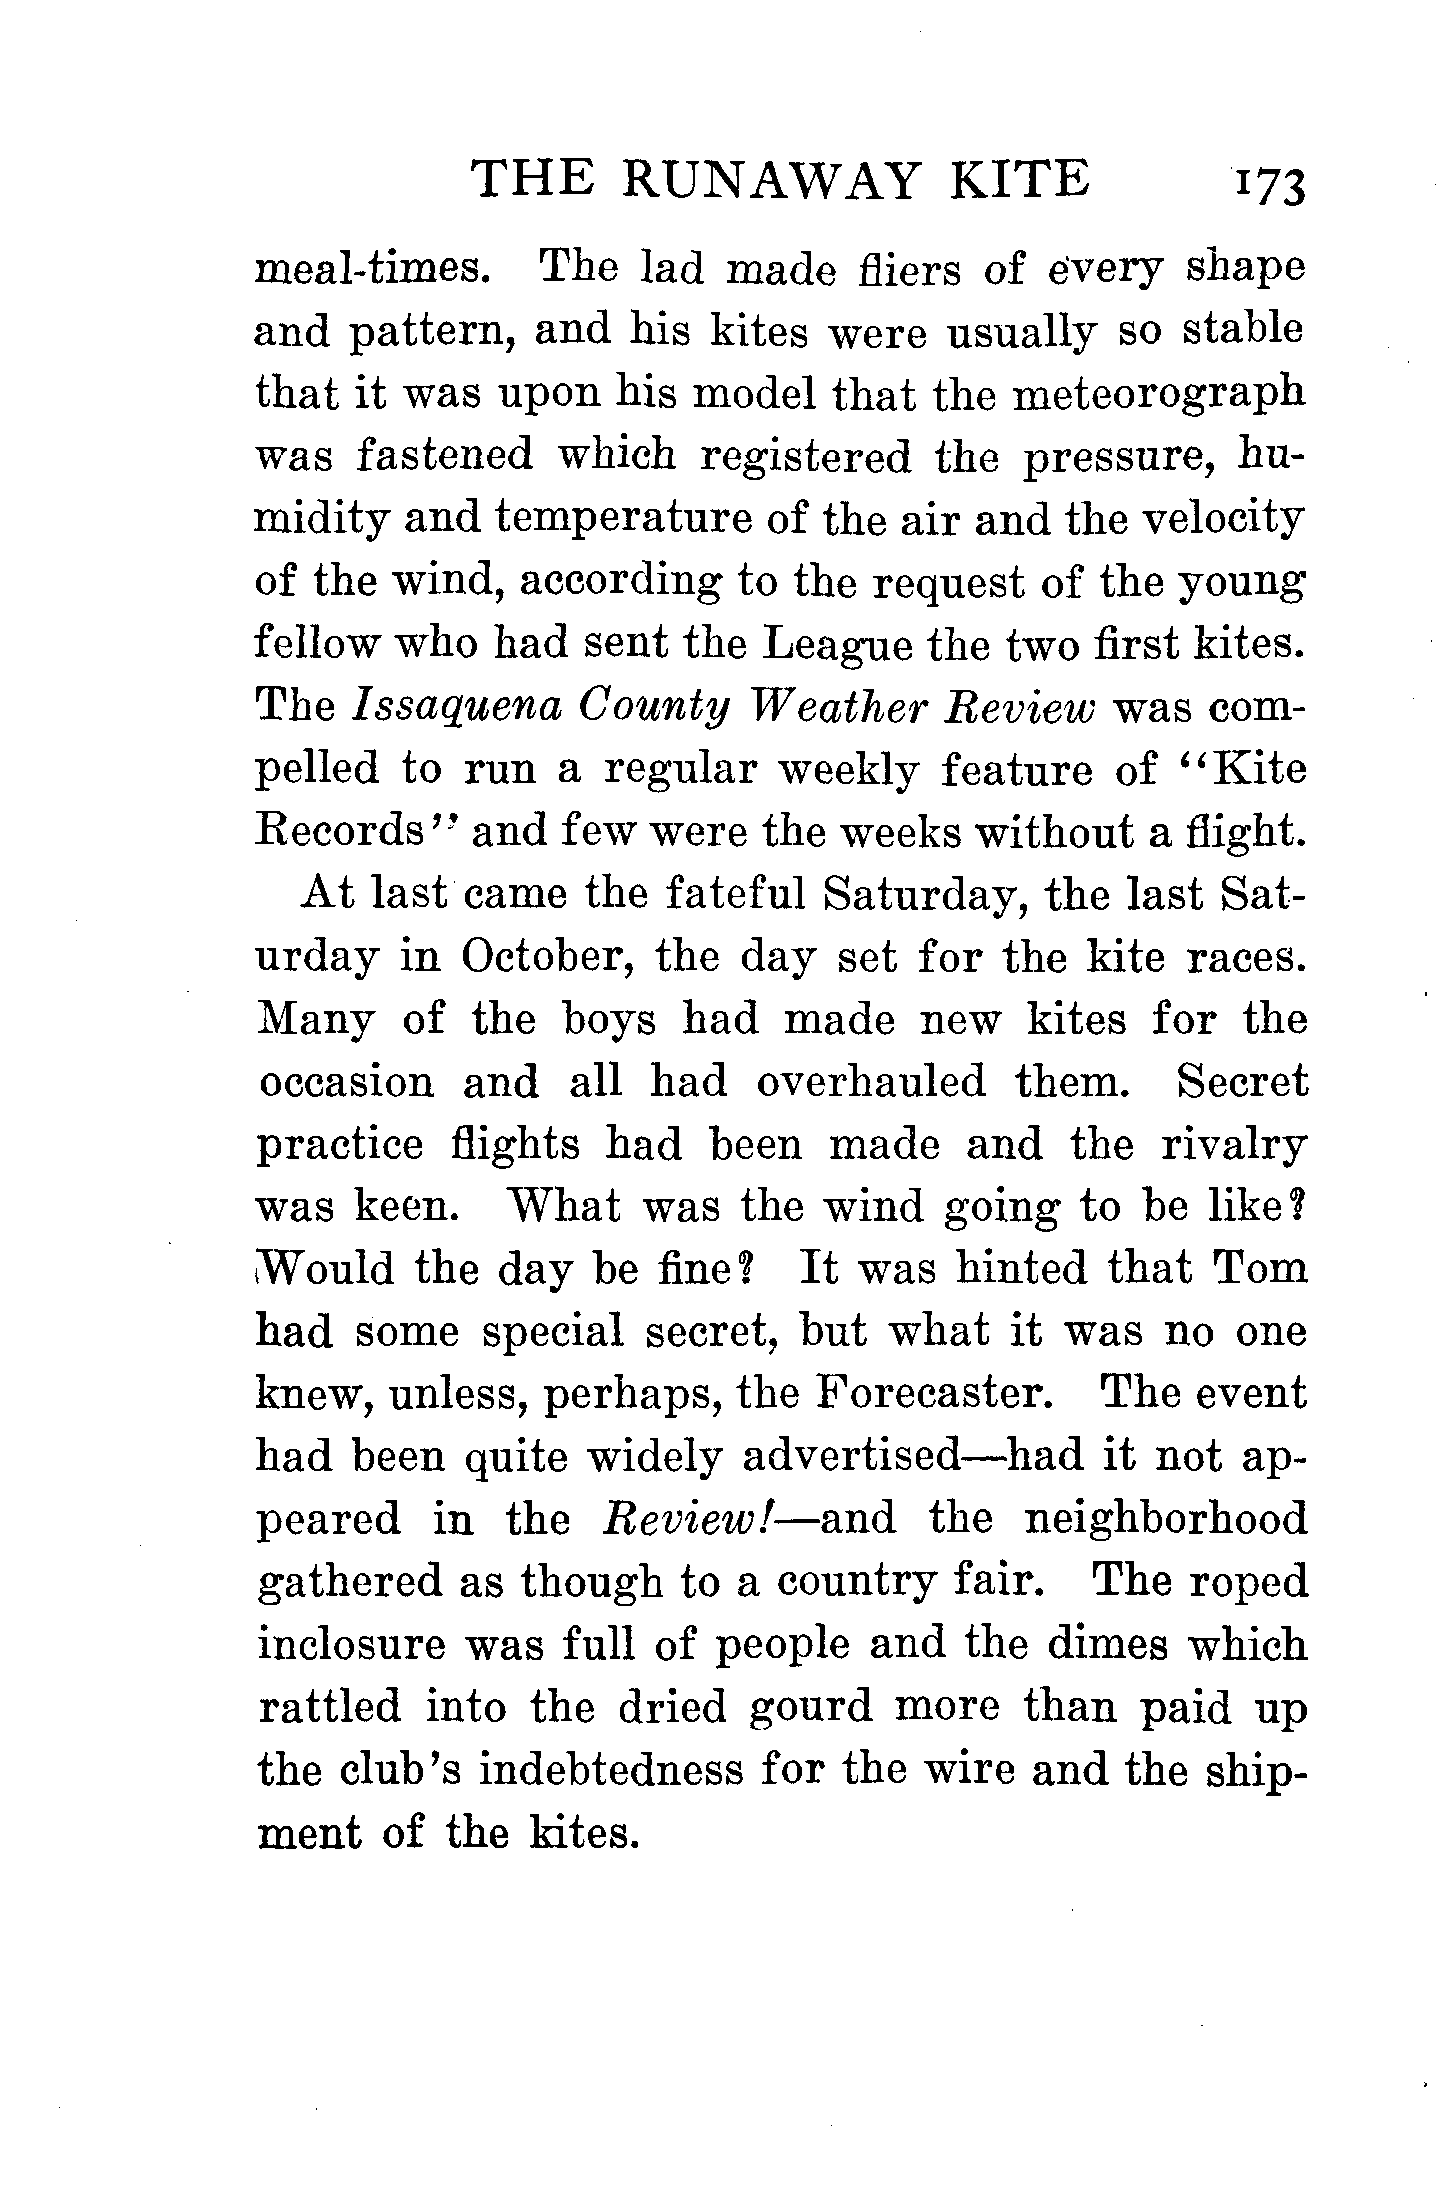 THE RUNAWAY KITE 173
meal-times. The lad made fliers of every shape
and pattern, and his kites were usually so stable
that it was upon his model that the meteorograph
was fastened which registered the pressure, hu-
midity and temperature of the air and the velocity
of the wind, according to the request of the young
fellow who had sent the League the two first kites.
The Issaquena County Weather Review was com-
pelled to run a regular weekly feature of “Kite
Records” and few were the weeks without a flight.
At last came the fateful Saturday, the last Sat-
urday in October, the day set for the kite races.
Many of the boys had made new kites for the
occasion and all had overhauled them. Secret
practice flights had been made and the rivalry
was keen. What was the wind going to be like?
Would the day be fine? It was hinted that Tom
had some special secret, but what it was no one
knew, unless, perhaps, the Forecaster. The event
had been quite widely advertised—had it not ap-
peared in the Review!—and the neighborhood
gathered as though to a country fair. The roped
inclosure was full of people and the dimes which
rattled into the dried gourd more than paid up
the club's indebtedness for the wire and the ship-
ment of the kites.